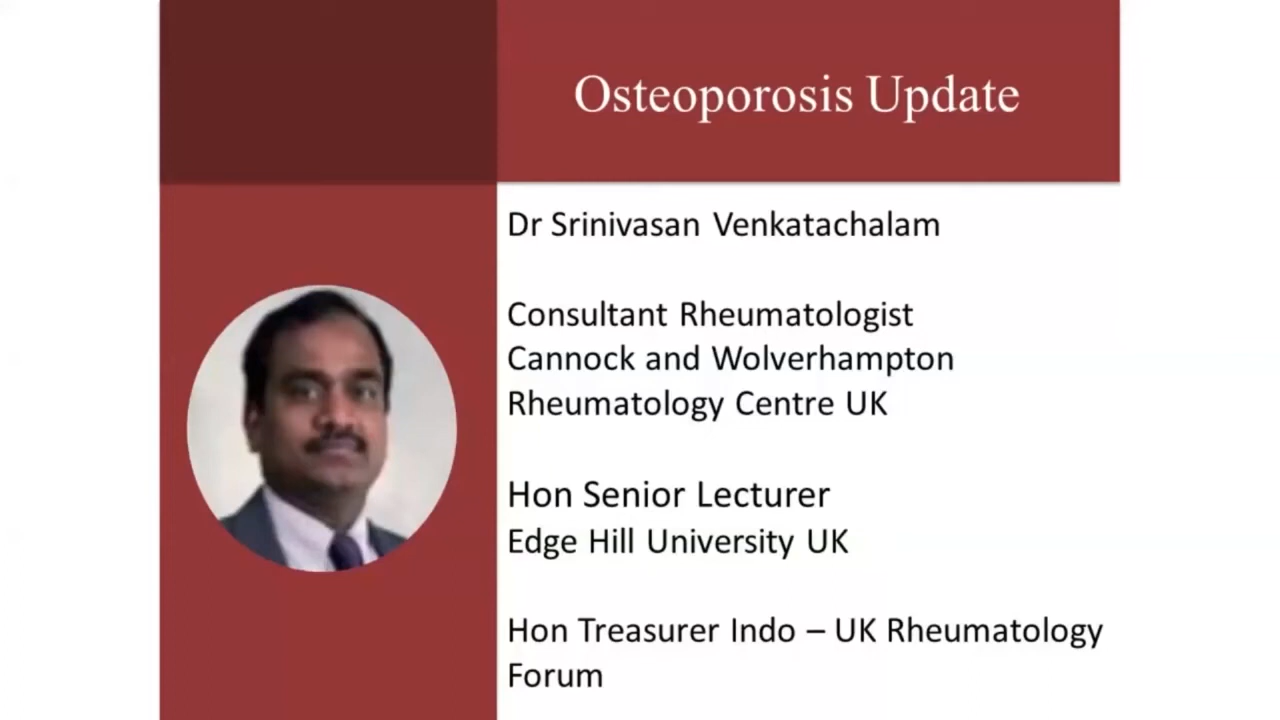 Osteoporosis Update
Dr Srinivasan Venkatachalam
Consultant Rheumatologist
Cannock and Wolverhampton
Rheumatology Centre UK
Hon Senior Lecturer
Edge Hill University UK
Hon Treasurer Indo – UK Rheumatology
Forum